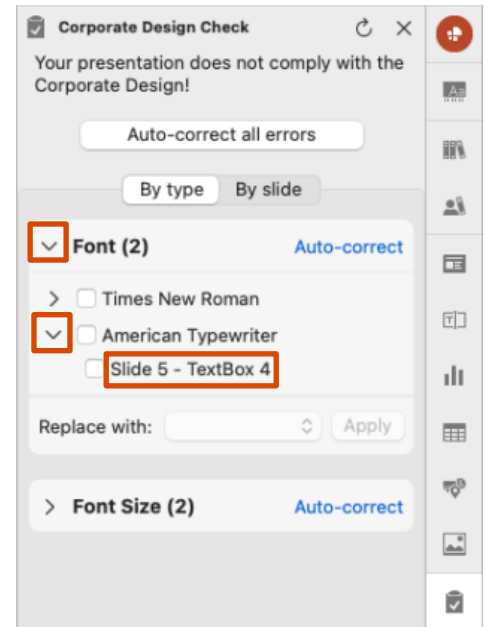 Corporate Design Check
Your presentation does not comply with the
Corporate Design!
Auto-correct all errors
By type By slide
Font (2) Auto-correct
Times New Roman
American Typewriter
Slide 5 - TextBox 4
Replace with: Apply
Font Size (2) Auto-correct
Aa
T